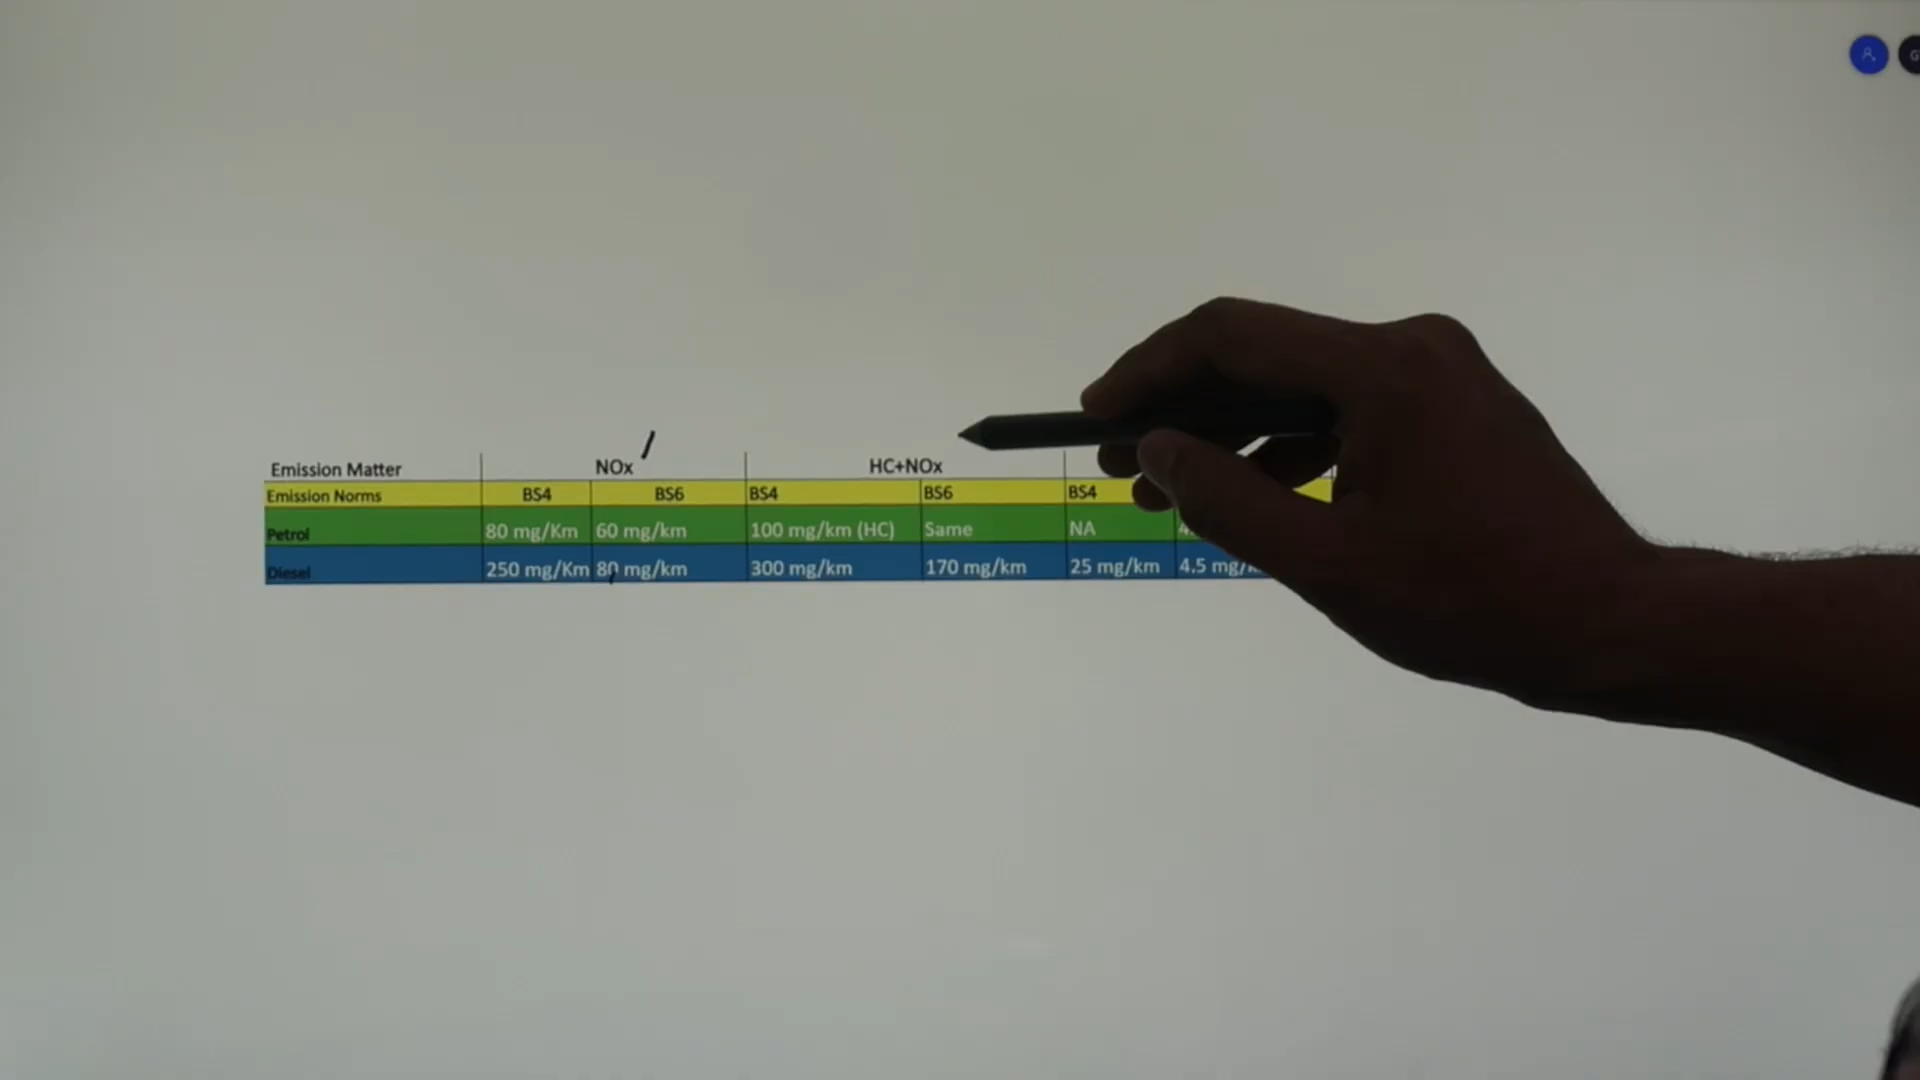 Emission Matter NOx HC+NOx
Emission Norms BS4 BS6 BS4 BS6 BS4
Petrol 80 mg/Km 60 mg/km 100 mg/km (HC) Same NA
Diesel 250 mg/Km 80 mg/km 300 mg/km 170 mg/km 25 mg/km 4.5